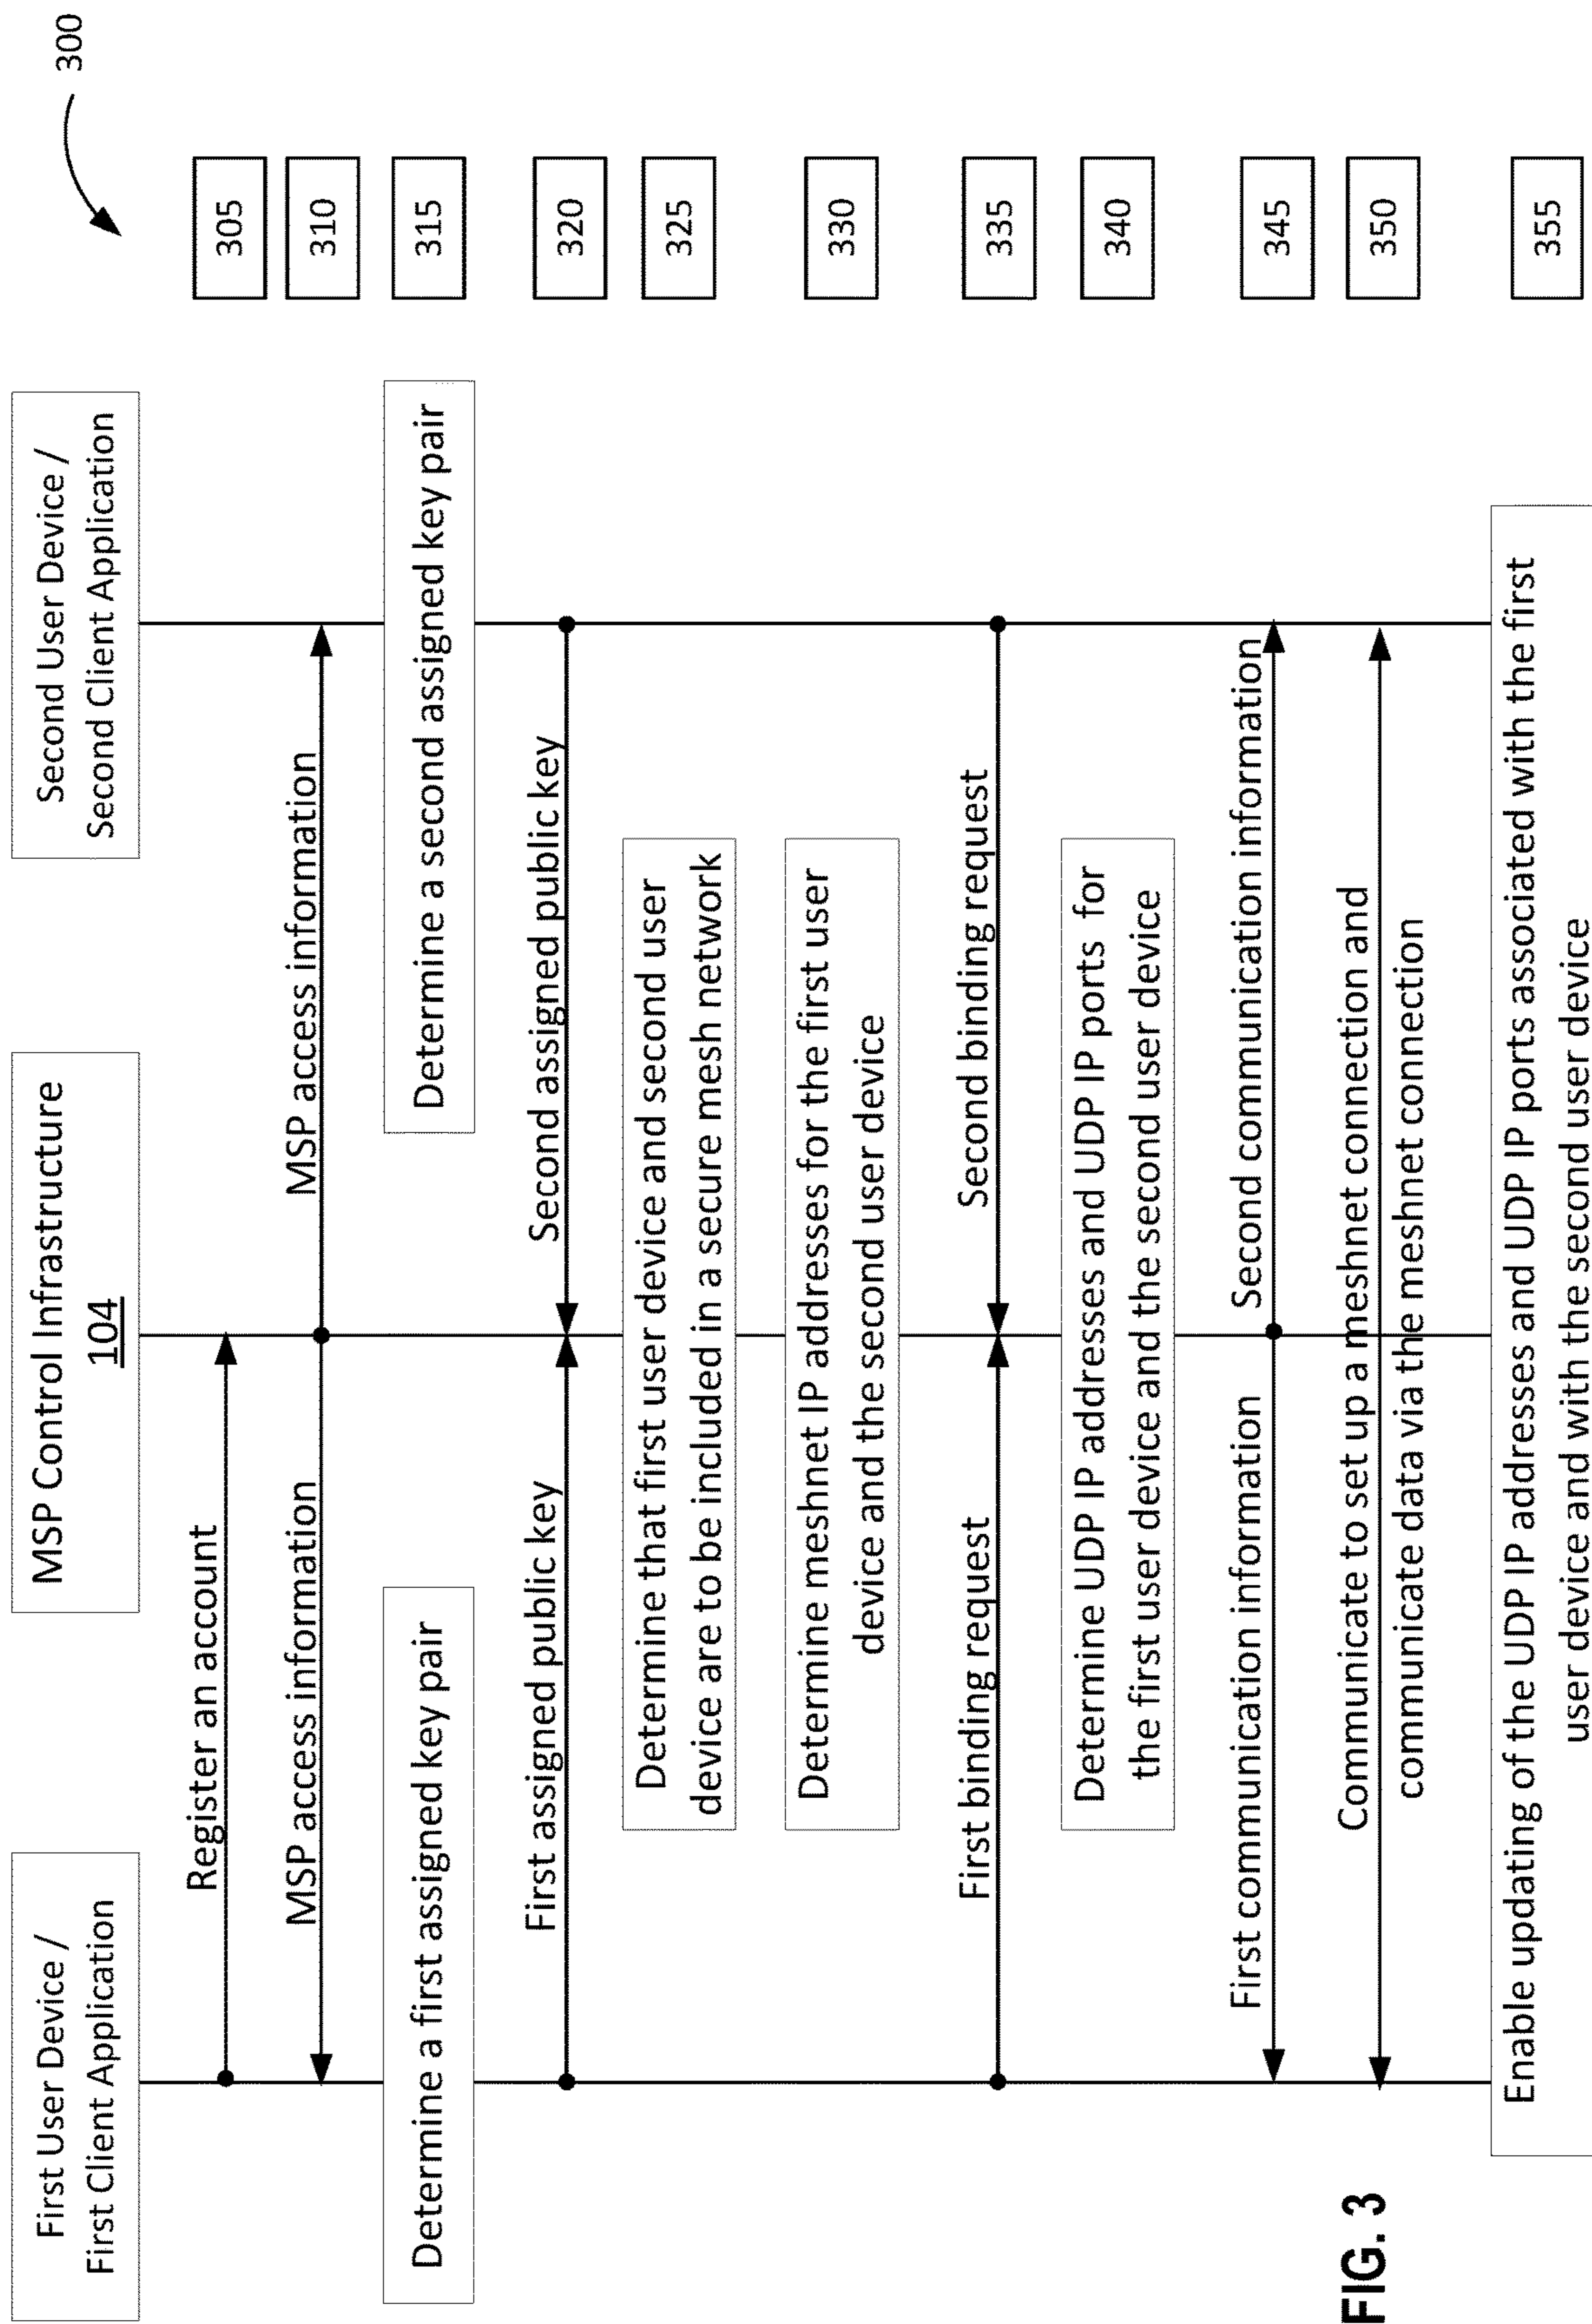 300
First User Device /
First Client Application
MSP Control Infrastructure
104
Second User Device /
Second Client Application
Register an account
305
MSP access information
MSP access information
310
Determine a first assigned key pair
Determine a second assigned key pair
315
First assigned public key
Second assigned public key
320
Determine that first user device and second user
device are to be included in a secure mesh network
325
Determine meshnet IP addresses for the first user
device and the second user device
330
First binding request
Second binding request
335
Determine UDP IP addresses and UDP IP ports for
the first user device and the second user device
340
First communication information
Second communication information
345
Communicate to set up a meshnet connection and
communicate data via the meshnet connection
350
Enable updating of the UDP IP addresses and UDP IP ports associated with the first
user device and with the second user device
355
FIG. 3